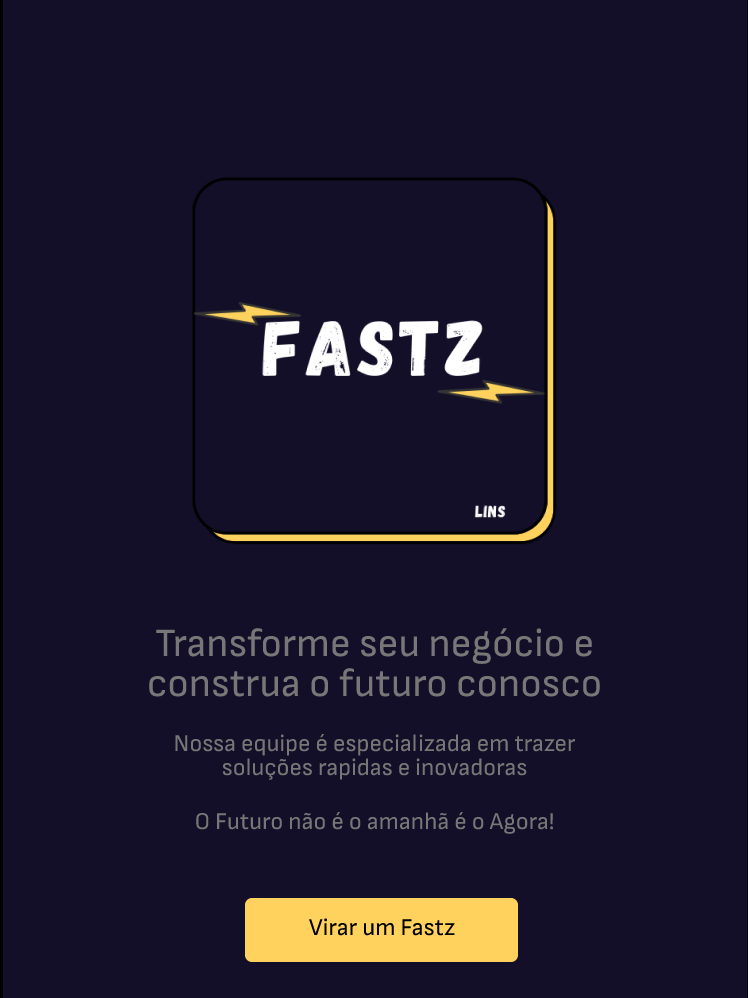 FASTZ
LINS
Transforme seu negócio e
construa o futuro conosco
Nossa equipe é especializada em trazer
soluções rapidas e inovadoras
O Futuro não é o amanhã é o Agora!
Virar um Fastz